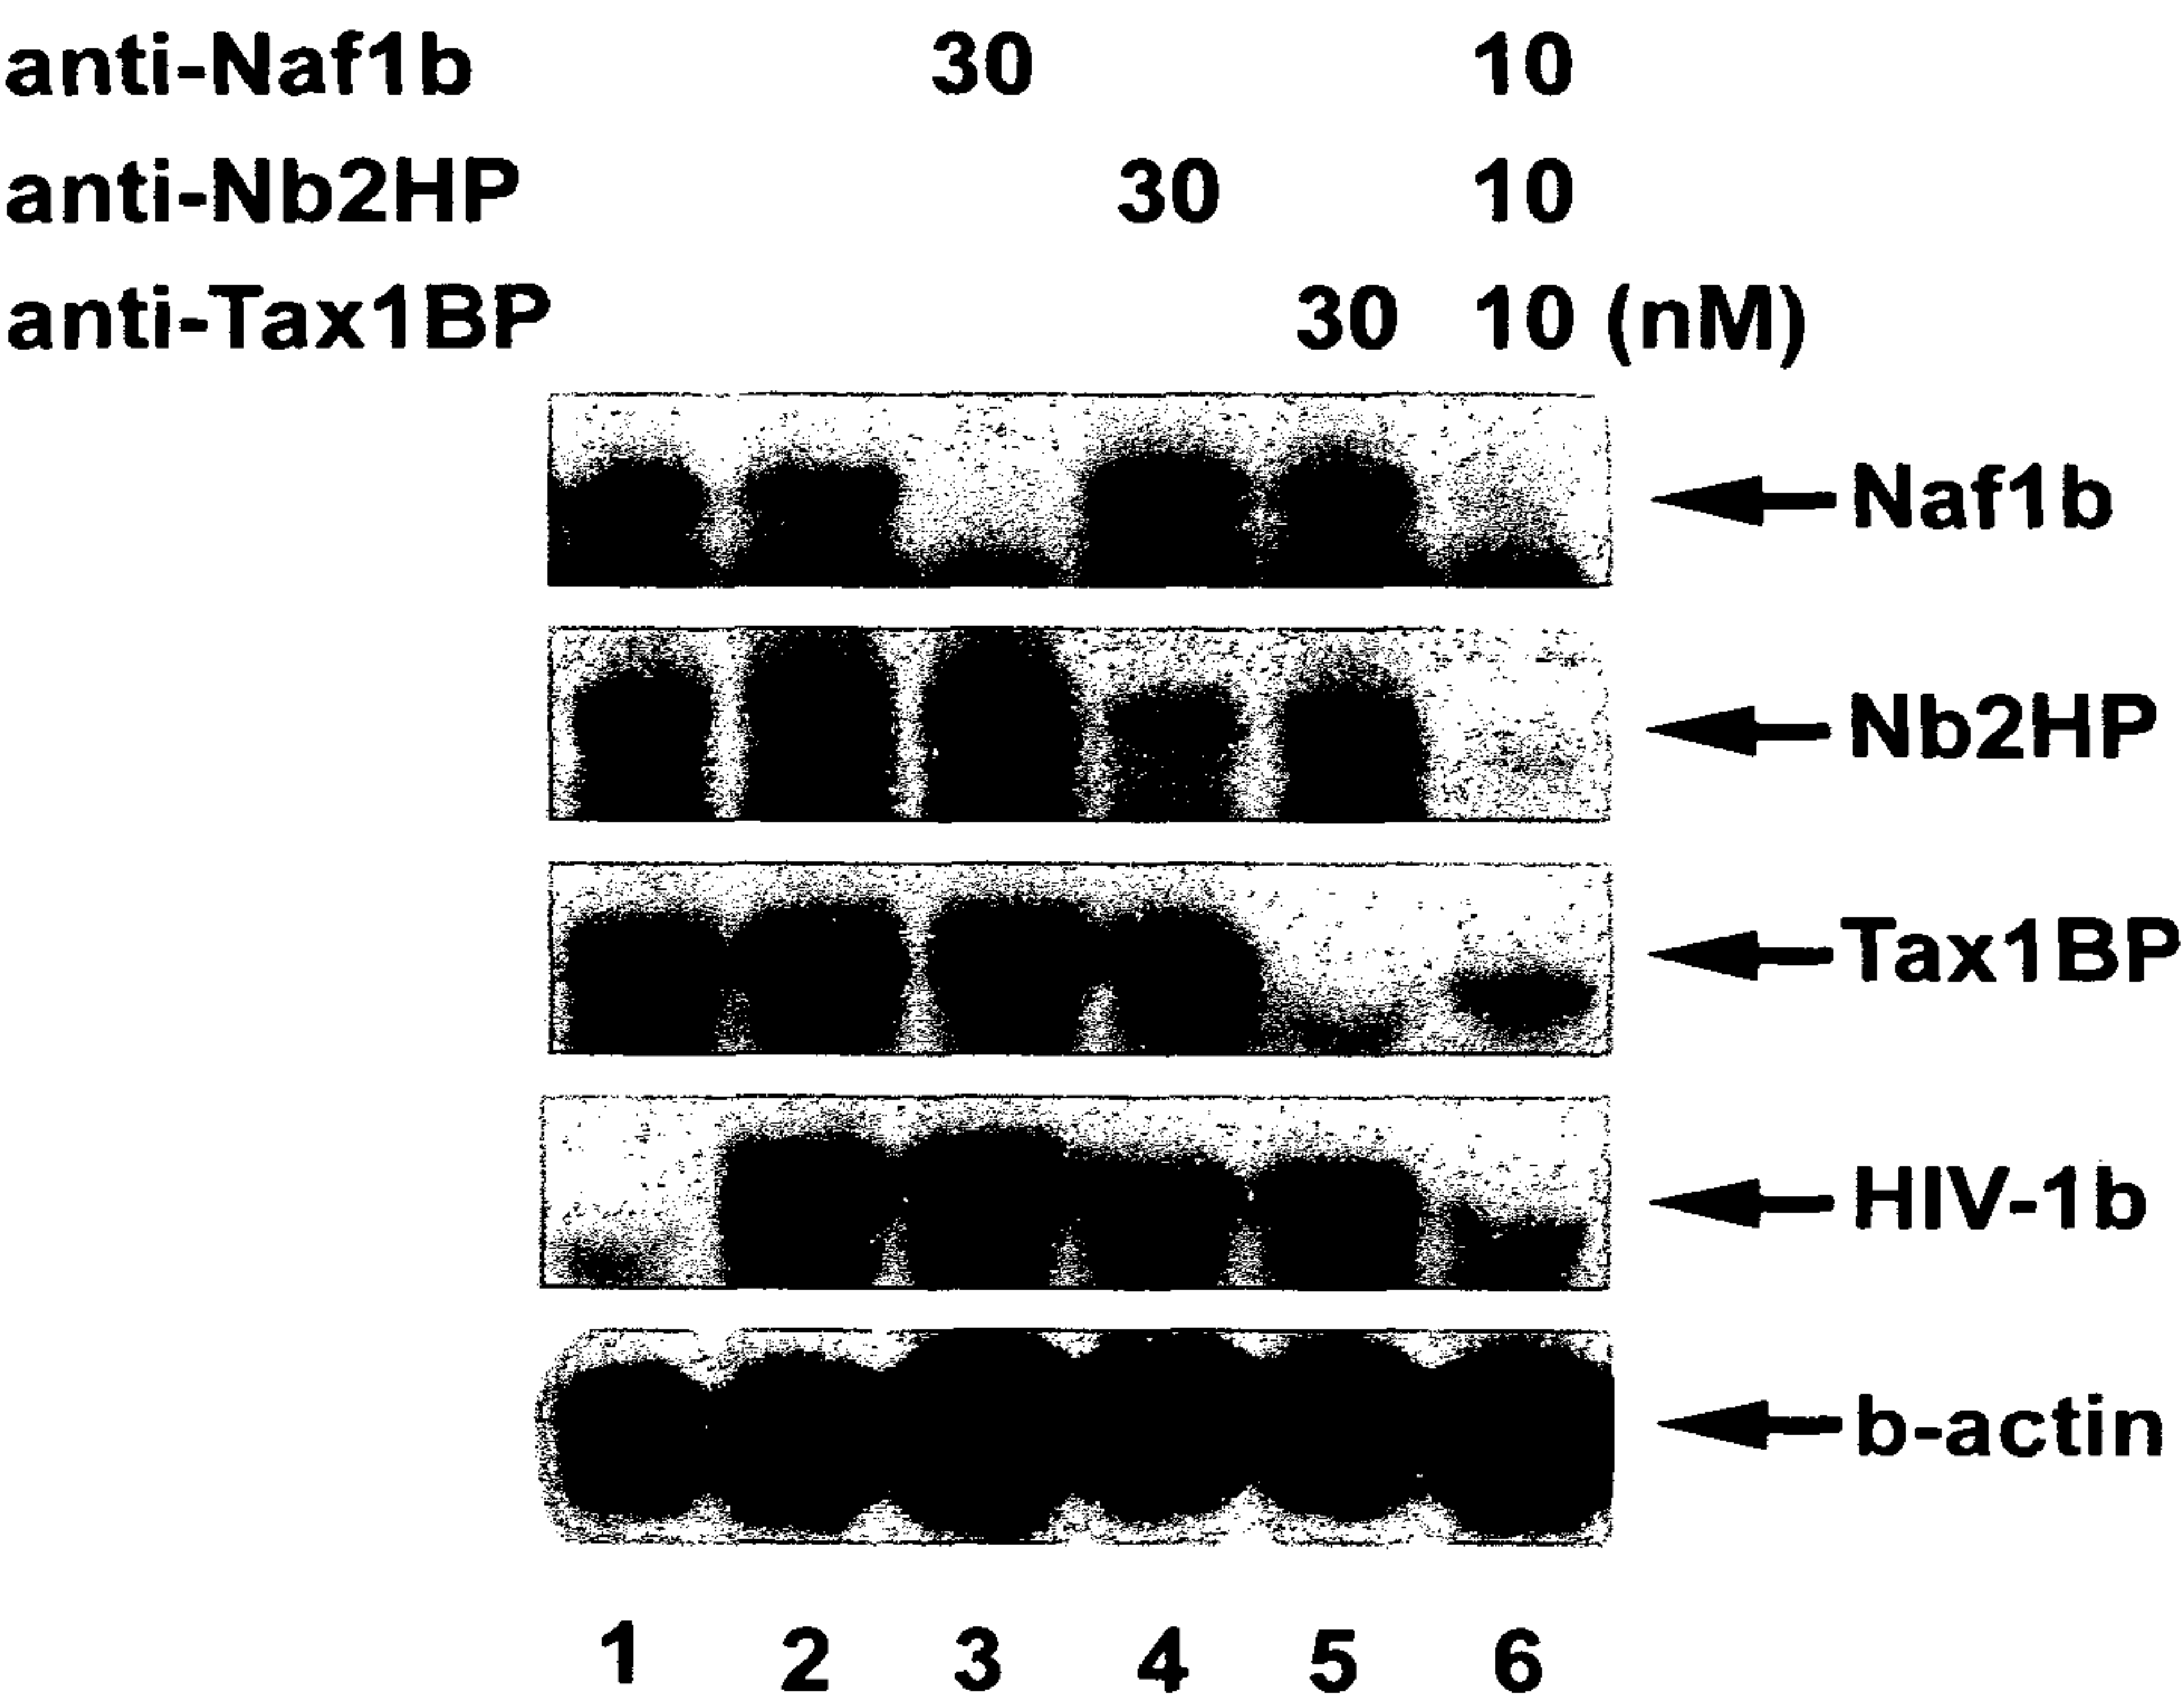 anti-Naf1b 30 10
anti-Nb2HP 30 10
anti-Tax1BP 30 10 (nM)
Naf1b
Nb2HP
Tax1BP
HIV-1b
b-actin
1 2 3 4 5 6